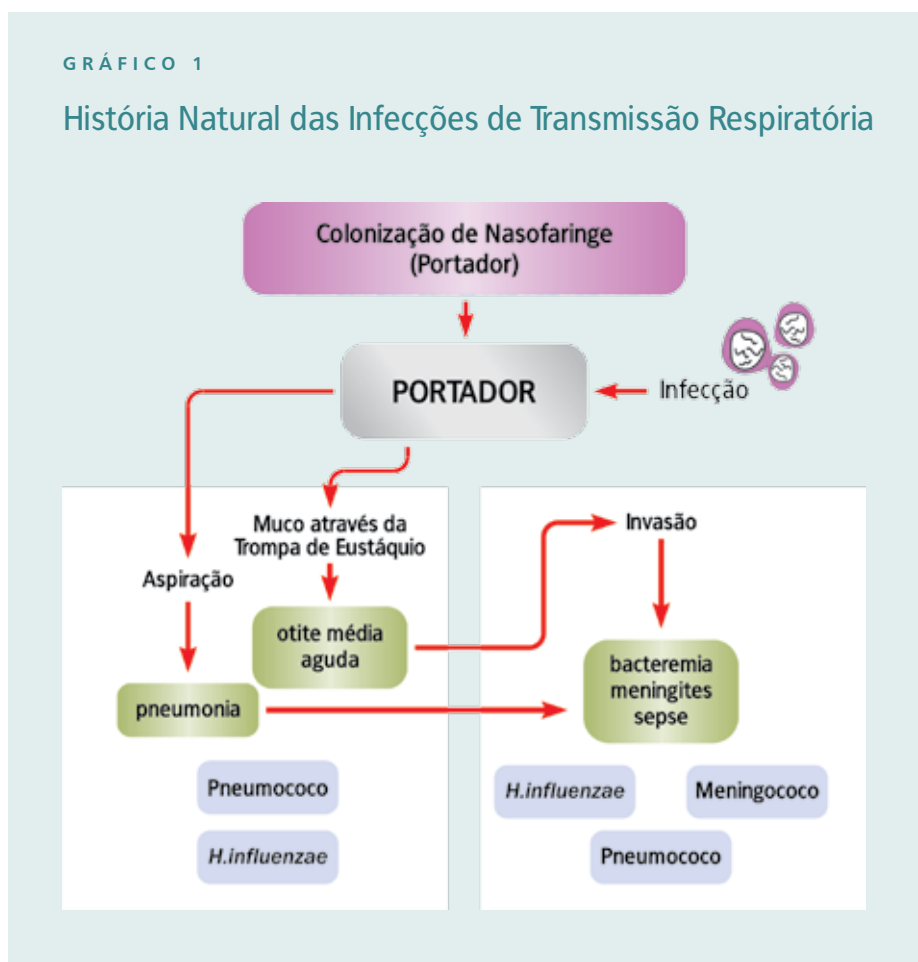 GRÁFICO 1
História Natural das Infecções de Transmissão Respiratória
Colonização de Nasofaringe
(Portador)
PORTADOR
Infecção
Muco através da
Trompa de Eustáquio
Aspiração
otite média
aguda
pneumonia
Pneumococo
H.influenzae
Invasão
bacteremia
meningites
sepse
H.influenzae
Meningococo
Pneumococo